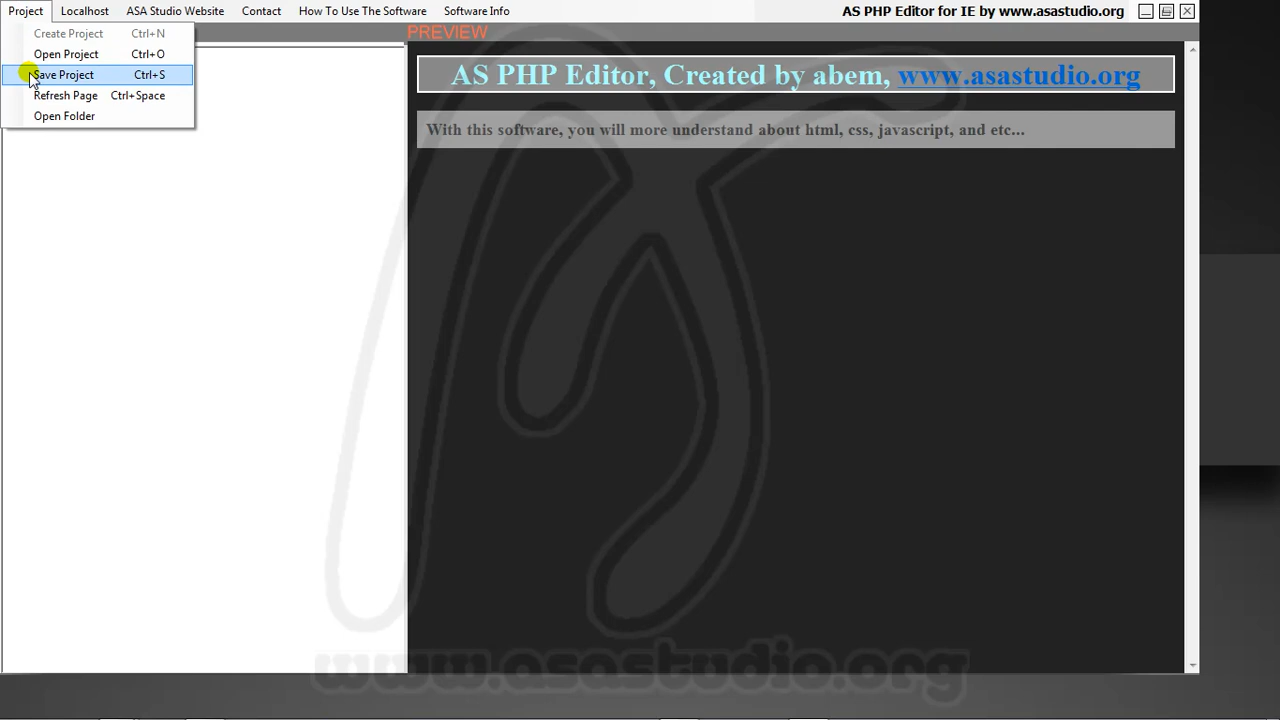 Project Localhost ASA Studio Website Contact How To Use The Software Software Info AS PHP Editor for IE by www.asastudio.org
PREVIEW
Create Project Ctrl+N
Open Project Ctrl+O
Save Project Ctrl+S
Refresh Page Ctrl+Space
Open Folder
AS PHP Editor, Created by abem, www.asastudio.org
With this software, you will more understand about html, css, javascript, and etc...
www.asastudio.org